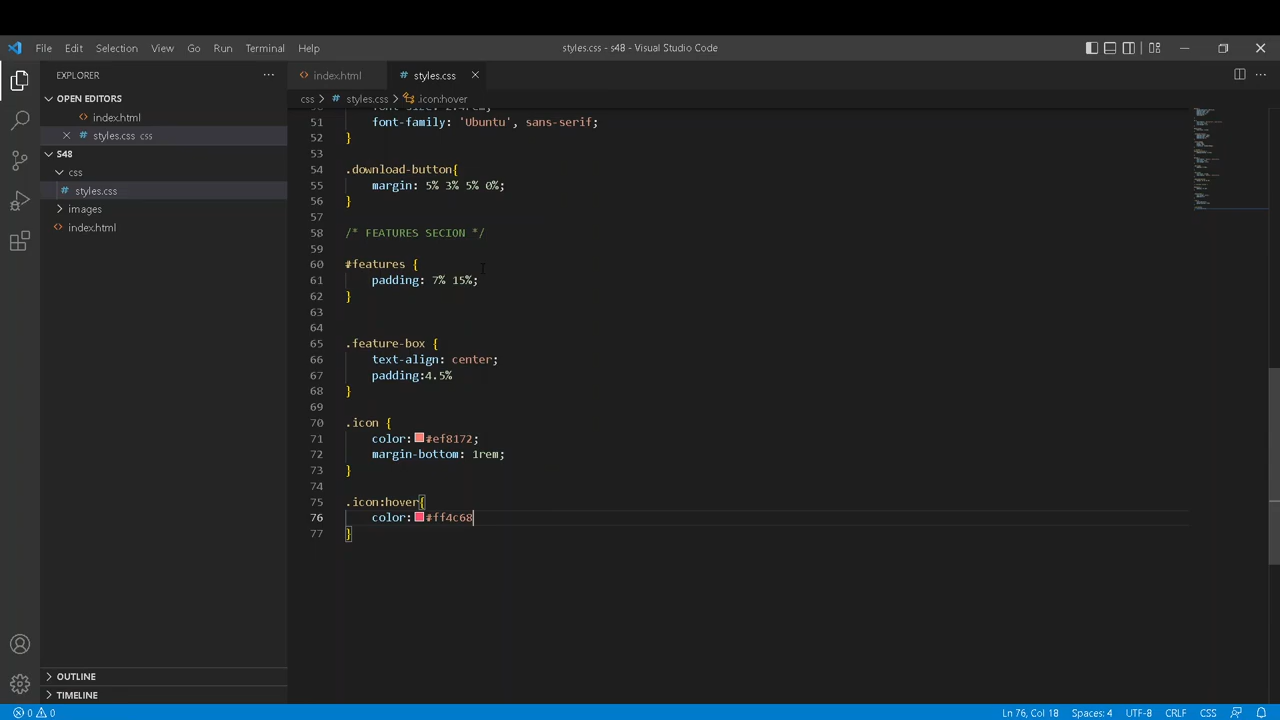 File Edit Selection View Go Run Terminal Help
styles.css - s48 - Visual Studio Code
EXPLORER
OPEN EDITORS
index.html
styles.css css
S48
css
styles.css
images
index.html
OUTLINE
TIMELINE
index.html
styles.css
css > styles.css > .icon:hover
51 font-family: 'Ubuntu', sans-serif;
52 }
53
54 .download-button{
55 margin: 5% 3% 5% 0%;
56 }
57
58 /* FEATURES SECION */
59
60 #features {
61 padding: 7% 15%;
62 }
63
64
65 .feature-box {
66 text-align: center;
67 padding:4.5%
68 }
69
70 .icon {
71 color: #ef8172;
72 margin-bottom: 1rem;
73 }
74
75 .icon:hover{
76 color: #ff4c68
77 }
0 0
Ln 76, Col 18 Spaces: 4 UTF-8 CRLF CSS